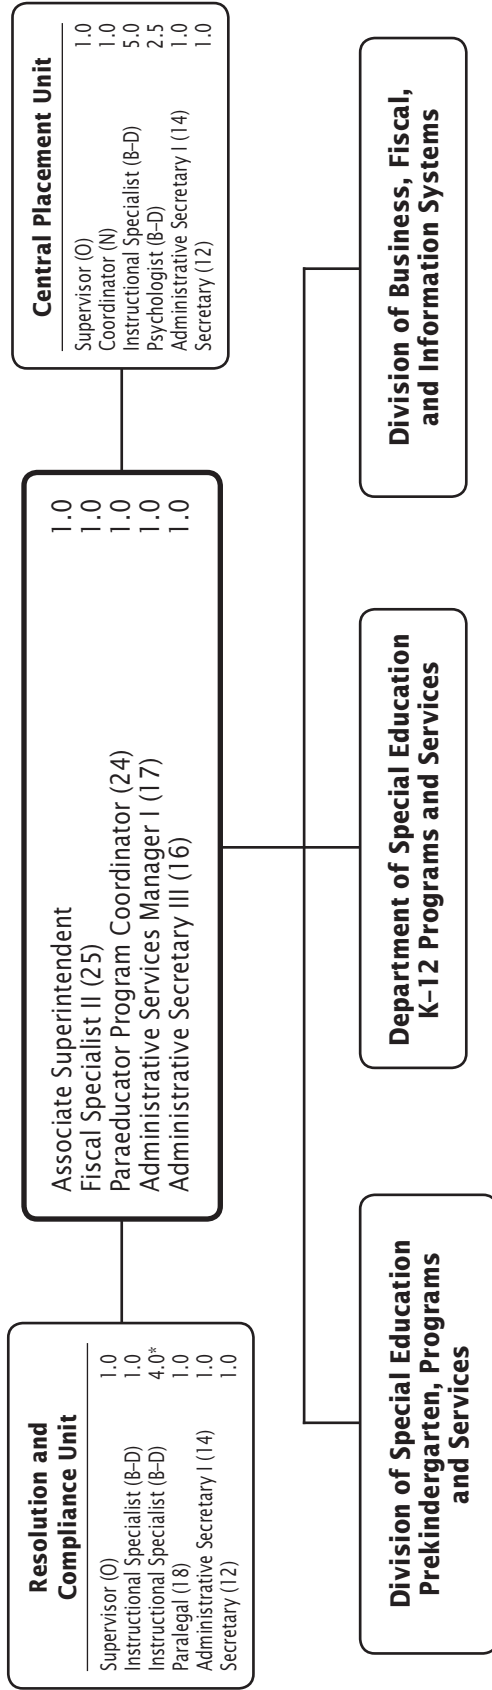 Resolution and
Compliance Unit
Supervisor (O) 1.0
Instructional Specialist (B–D) 1.0
Instructional Specialist (B–D) 4.0*
Paralegal (18) 1.0
Administrative Secretary I (14) 1.0
Secretary (12) 1.0
Associate Superintendent 1.0
Fiscal Specialist II (25) 1.0
Paraeducator Program Coordinator (24) 1.0
Administrative Services Manager I (17) 1.0
Administrative Secretary III (16) 1.0
Central Placement Unit
Supervisor (O) 1.0
Coordinator (N) 1.0
Instructional Specialist (B–D) 5.0
Psychologist (B–D) 2.5
Administrative Secretary I (14) 1.0
Secretary (12) 1.0
Division of Special Education
Prekindergarten, Programs
and Services
Department of Special Education
K–12 Programs and Services
Division of Business, Fiscal,
and Information Systems